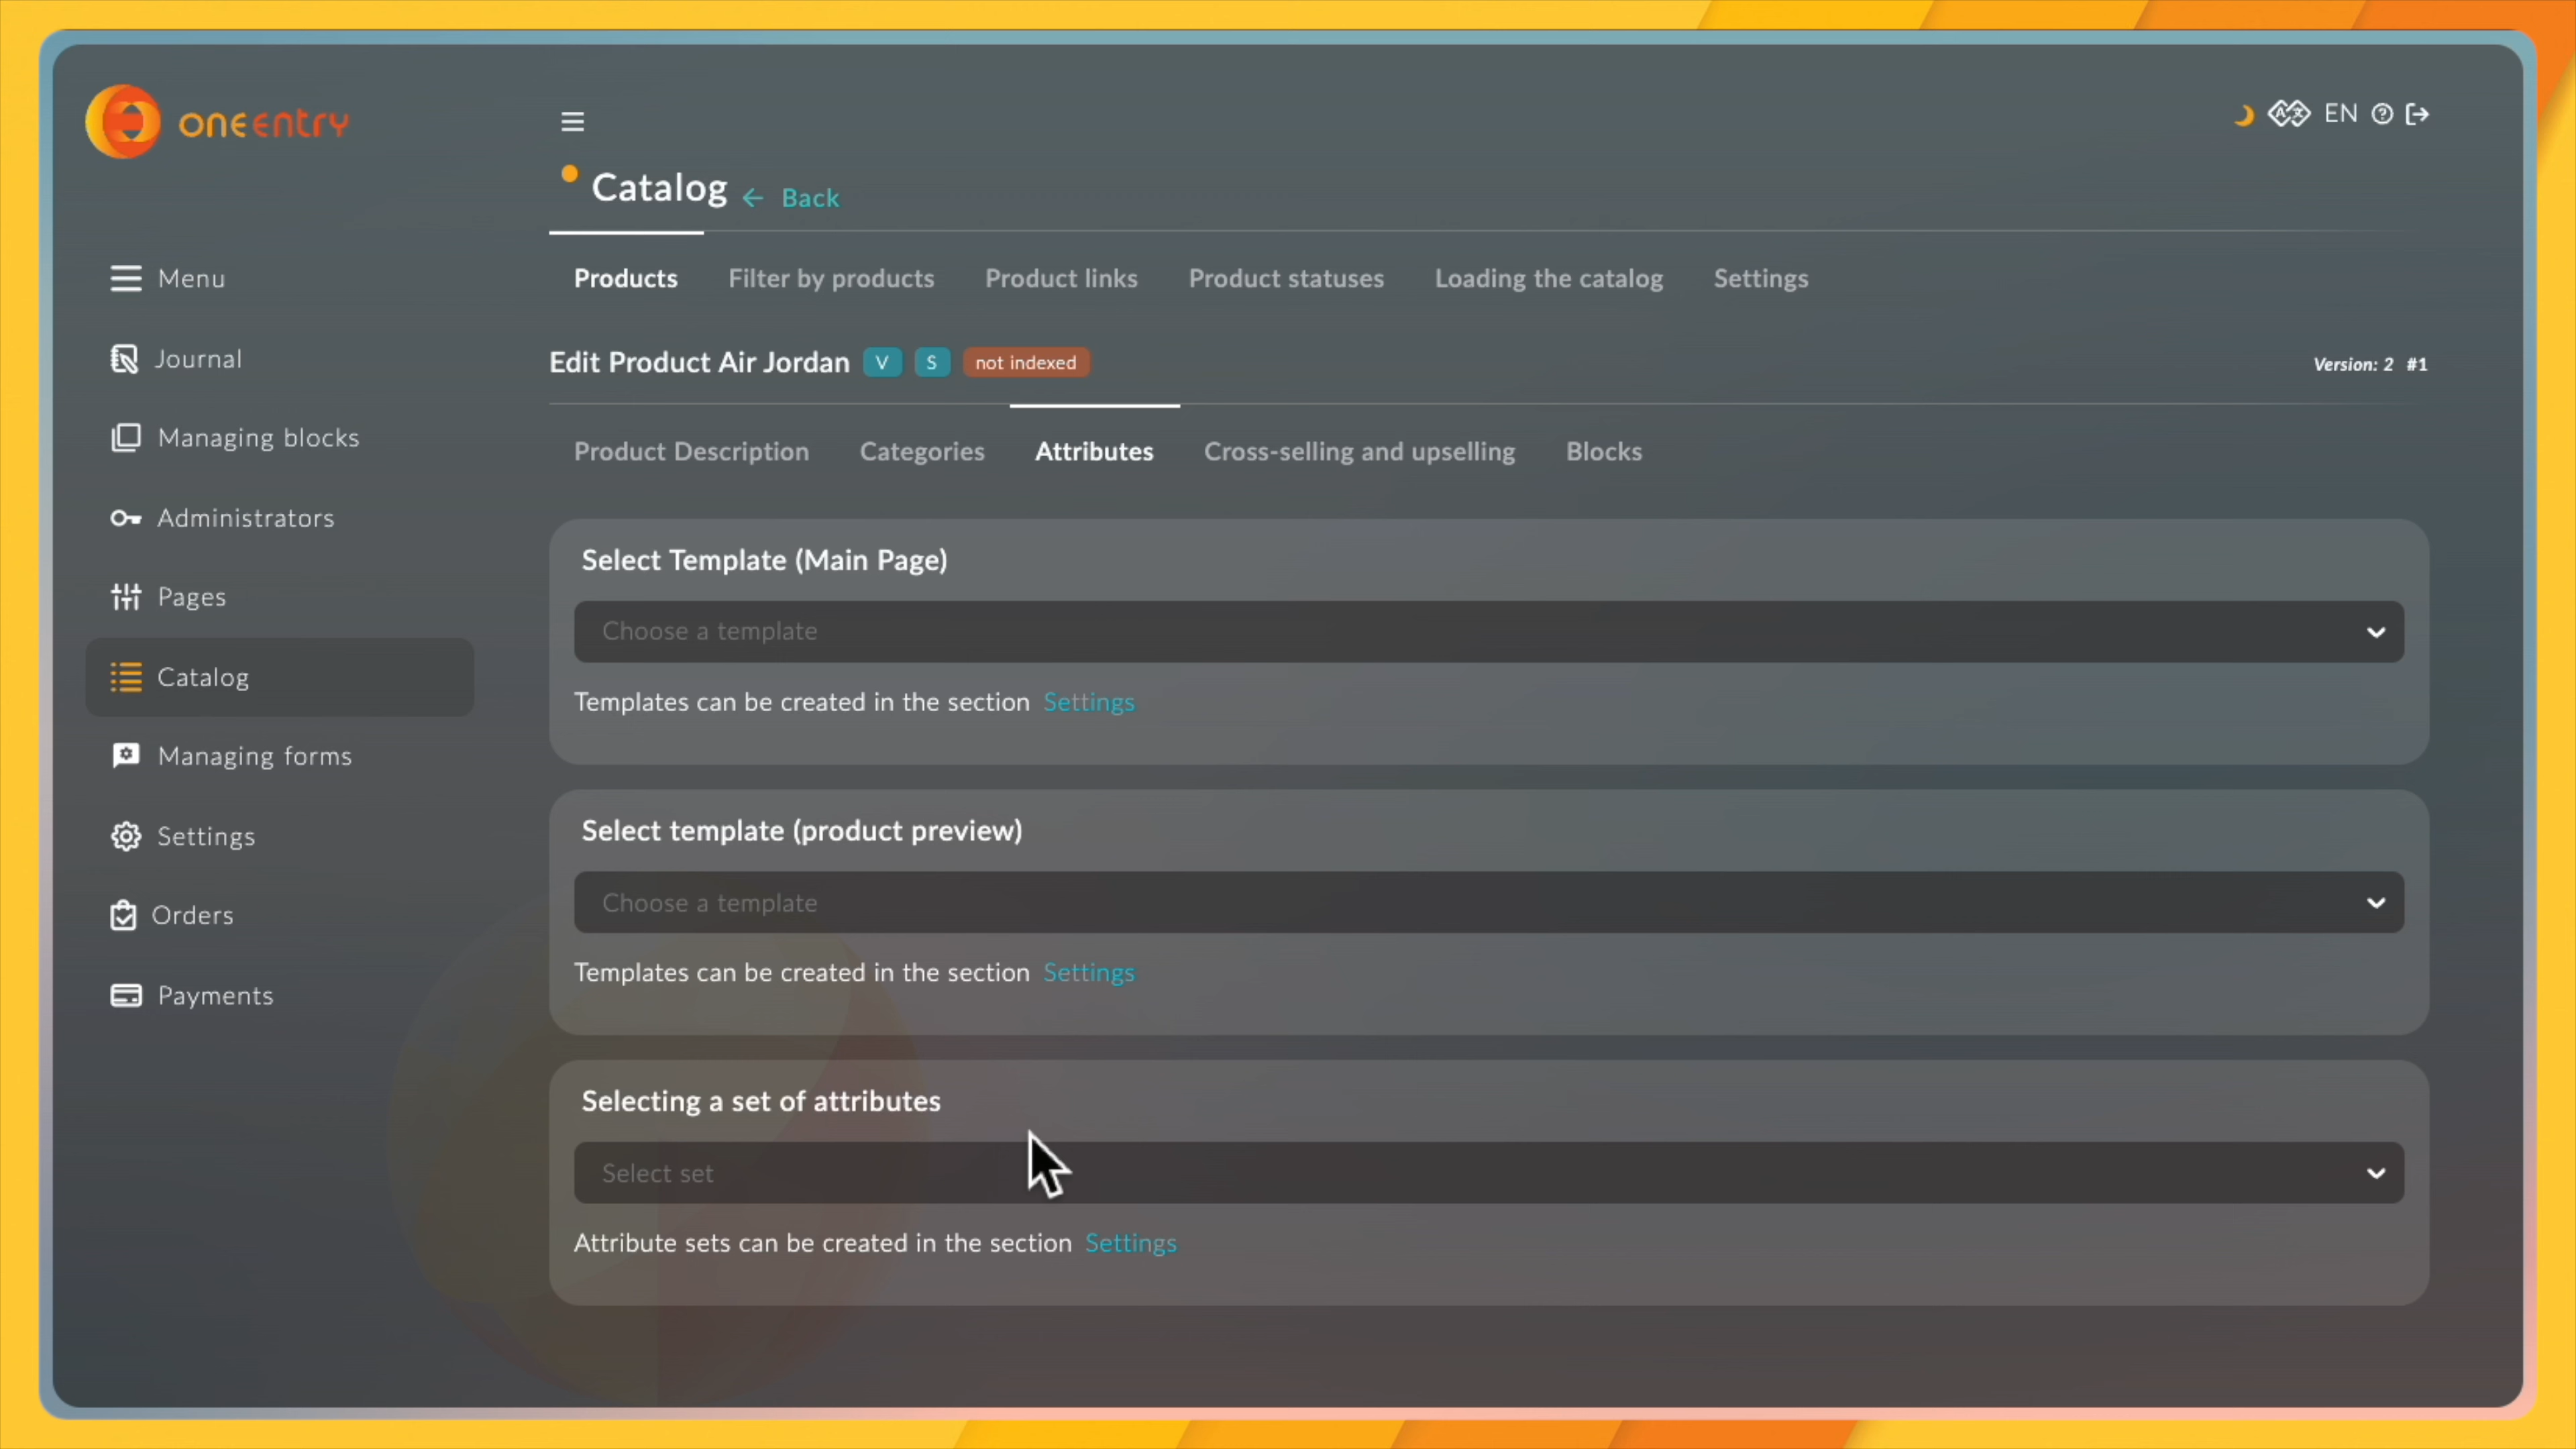 oneentry
EN
Catalog ← Back
Products Filter by products Product links Product statuses Loading the catalog Settings
Edit Product Air Jordan V S not indexed Version: 2 #1
Product Description Categories Attributes Cross-selling and upselling Blocks
Menu
Journal
Managing blocks
Administrators
Pages
Catalog
Managing forms
Settings
Orders
Payments
Select Template (Main Page)
Choose a template
Templates can be created in the section Settings
Select template (product preview)
Choose a template
Templates can be created in the section Settings
Selecting a set of attributes
Select set
Attribute sets can be created in the section Settings